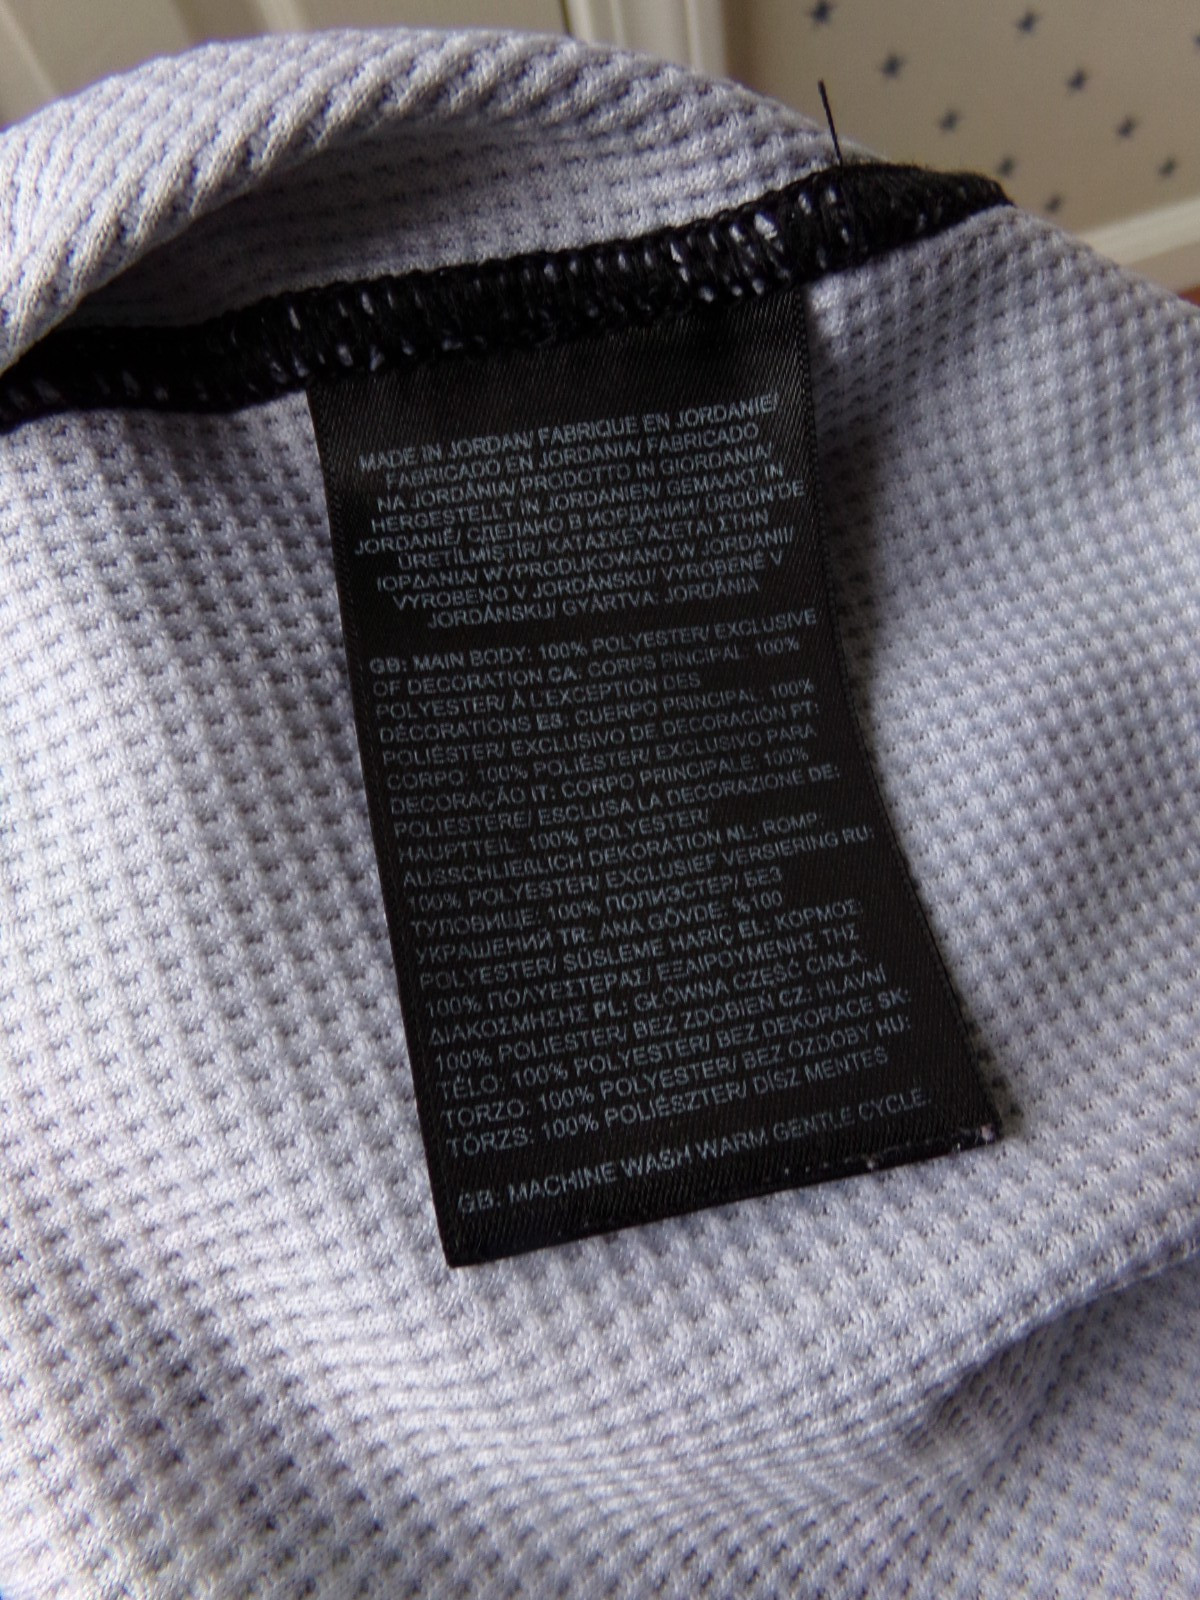 MADE IN JORDAN/ FABRIQUE EN JORDANIE/
FABRICADO EN JORDANIA/ FABRICADO
NA JORDÂNIA/ PRODOTTO IN GIORDANIA/
HERGESTELLT IN JORDANIEN/ GEMAAKT IN
JORDANIË/ СДЕЛАНО В ИОРДАНИИ/ ÜRDÜN'DE
ÜRETİLMİŞTİR/ ΚΑΤΑΣΚΕΥΑΖΕΤΑΙ ΣΤΗΝ
ΙΟΡΔΑΝΙΑ/ WYPRODUKOWANO W JORDANII/
VYROBENO V JORDÁNSKU/ VYROBENÉ V
JORDÁNSKU/ GYÁRTVA: JORDÁNIA
GB: MAIN BODY: 100% POLYESTER/ EXCLUSIVE
OF DECORATION CA: CORPS PINCIPAL: 100%
POLYESTER/ À L'EXCEPTION DES
DÉCORATIONS ES: CUERPO PRINCIPAL: 100%
POLIÉSTER/ EXCLUSIVO DE DECORACIÓN PT:
CORPO: 100% POLIÉSTER/ EXCLUSIVO PARA
DECORAÇÃO IT: CORPO PRINCIPALE: 100%
POLIESTERE/ ESCLUSA LA DECORAZIONE DE:
HAUPTTEIL: 100% POLYESTER/
AUSSCHLIEßLICH DEKORATION NL: ROMP
100% POLYESTER/ EXCLUSIEF VERSIERING RU:
ТУЛОВИЩЕ: 100% ПОЛИЭСТЕР/ БЕЗ
УКРАШЕНИЙ TR: ANA GÖVDE: %100
POLYESTER/ SÜSLEME HARİÇ EL: ΚΟΡΜΟΣ:
100% ΠΟΛΥΕΣΤΕΡΑΣ/ ΕΞΑΙΡΟΥΜΕΝΗΣ ΤΗΣ
ΔΙΑΚΟΣΜΗΣΗΣ PL: GŁÓWNA CZĘŚĆ CIAŁA:
100% POLIESTER/ BEZ ZDOBIEŃ CZ: HLAVNÍ
TĚLO: 100% POLYESTER/ BEZ DEKORACE SK:
TORZO: 100% POLYESTER/ BEZ OZDOBY HU:
TÖRZS: 100% POLIÉSZTER/ DÍSZ MENTES
GB: MACHINE WASH WARM GENTLE CYCLE.